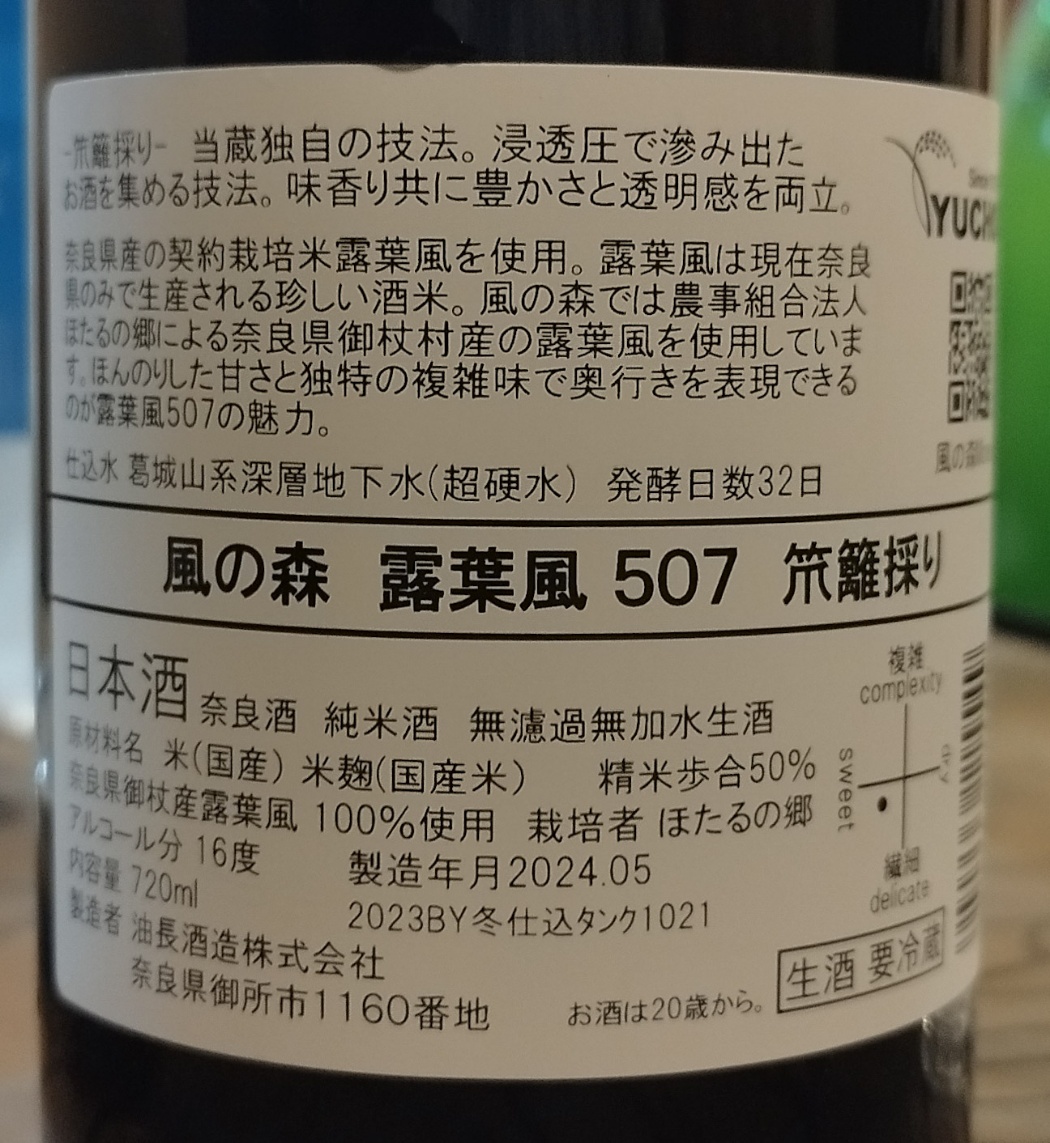 -笊籬採り- 当蔵独自の技法。浸透圧で滲み出た
お酒を集める技法。味香り共に豊かさと透明感を両立。
奈良県産の契約栽培米露葉風を使用。露葉風は現在奈良
県のみで生産される珍しい酒米。風の森では農事組合法人
ほたるの郷による奈良県御杖村産の露葉風を使用していま
す。ほんのりした甘さと独特の複雑味で奥行きを表現できる
のが露葉風507の魅力。
仕込水 葛城山系深層地下水(超硬水) 発酵日数32日
風の森
風の森 露葉風 507 笊籬採り
日本酒 奈良酒 純米酒 無濾過無加水生酒
原材料名 米(国産) 米麹(国産米) 精米歩合50%
奈良県御杖産露葉風 100%使用 栽培者 ほたるの郷
アルコール分 16度
内容量 720ml
製造年月2024.05
2023BY冬仕込タンク1021
製造者 油長酒造株式会社
奈良県御所市1160番地
お酒は20歳から。
生酒 要冷蔵
複雑
complexity
sweet
dry
繊細
delicate